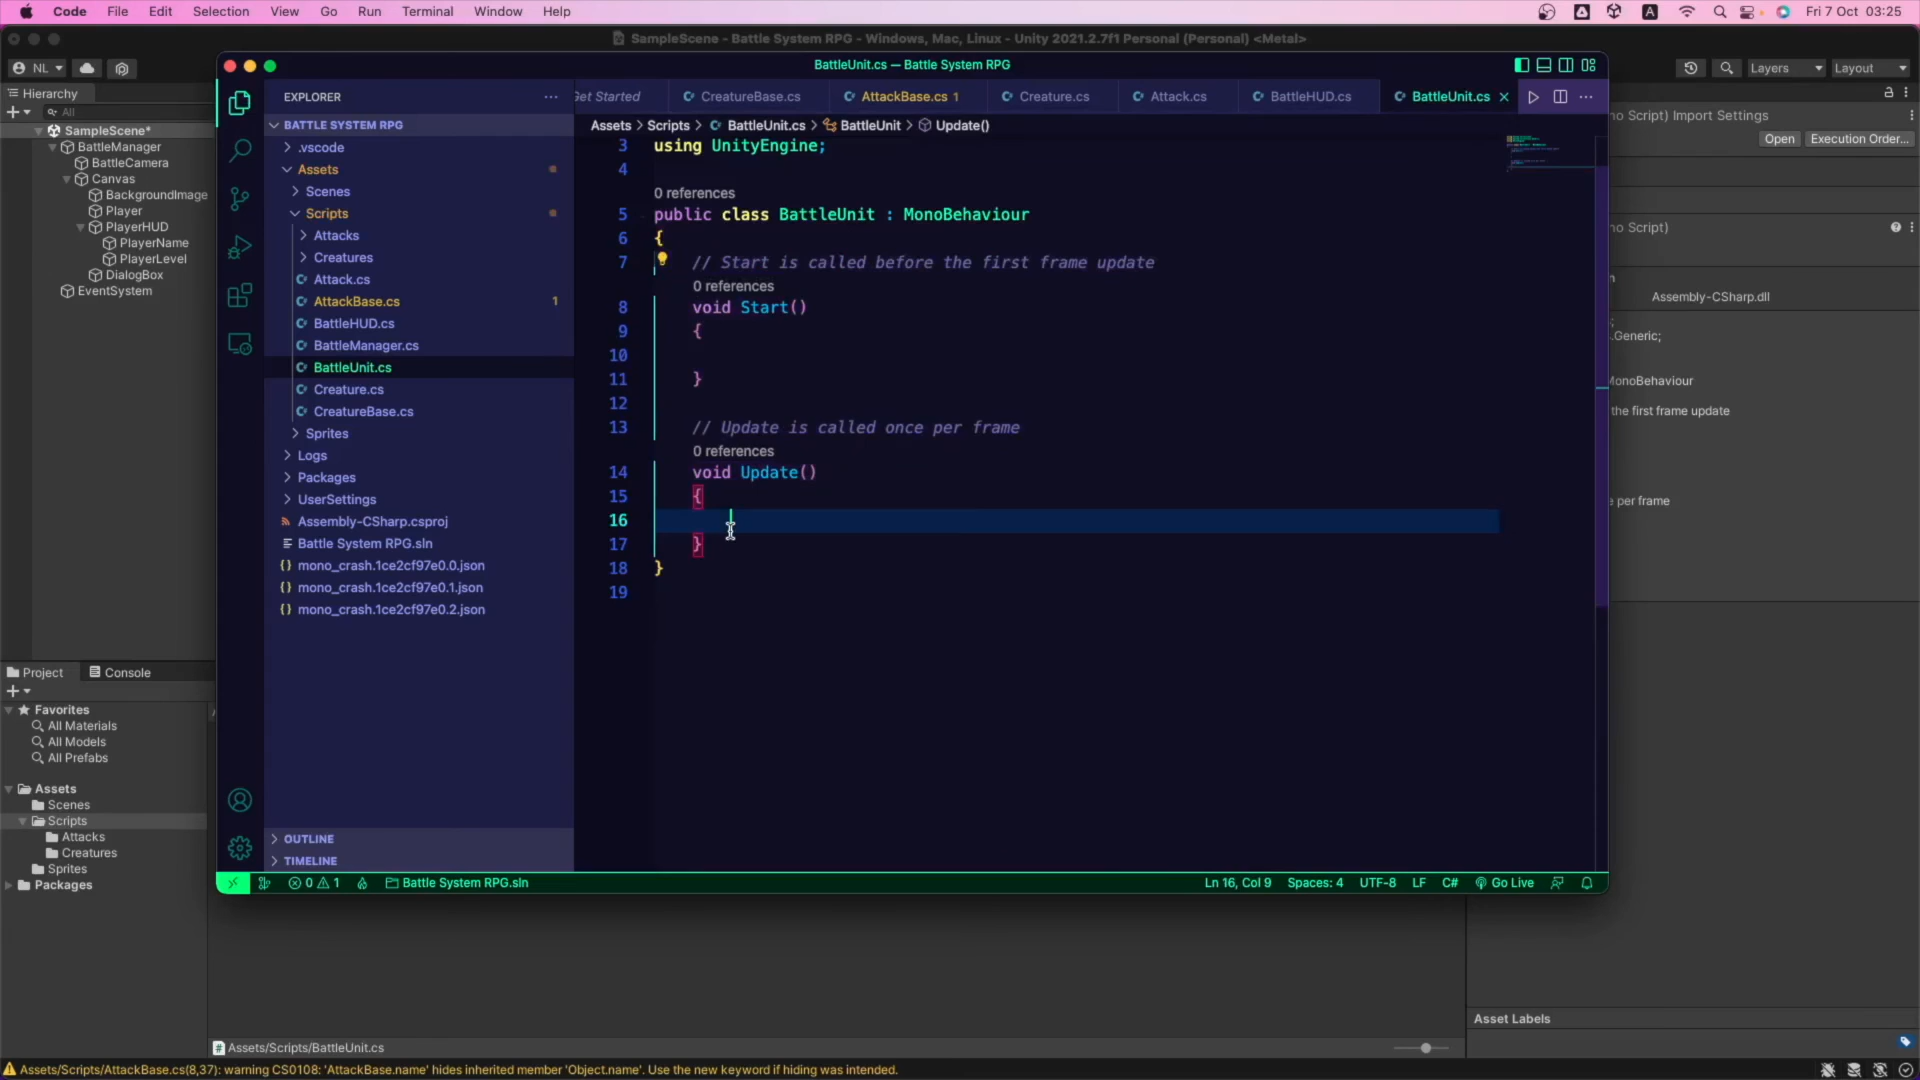 Code File Edit Selection View Go Run Terminal Window Help
Fri 7 Oct 03:25
SampleScene - Battle System RPG - Windows, Mac, Linux - Unity 2021.2.7f1 Personal (Personal) <Metal>
NL
Layers
Layout
Hierarchy
All
SampleScene*
BattleManager
BattleCamera
Canvas
BackgroundImage
Player
PlayerHUD
PlayerName
PlayerLevel
DialogBox
EventSystem
BattleUnit.cs — Battle System RPG
EXPLORER
BATTLE SYSTEM RPG
.vscode
Assets
Scenes
Scripts
Attacks
Creatures
Attack.cs
AttackBase.cs 1
BattleHUD.cs
BattleManager.cs
BattleUnit.cs
Creature.cs
CreatureBase.cs
Sprites
Logs
Packages
UserSettings
Assembly-CSharp.csproj
Battle System RPG.sln
mono_crash.1ce2cf97e0.0.json
mono_crash.1ce2cf97e0.1.json
mono_crash.1ce2cf97e0.2.json
OUTLINE
TIMELINE
Get Started CreatureBase.cs AttackBase.cs 1 Creature.cs Attack.cs BattleHUD.cs BattleUnit.cs
Assets > Scripts > BattleUnit.cs > BattleUnit > Update()
3 using UnityEngine;
4
0 references
5 public class BattleUnit : MonoBehaviour
6 {
7 // Start is called before the first frame update
0 references
8 void Start()
9 {
10
11 }
12
13 // Update is called once per frame
0 references
14 void Update()
15 {
16
17 }
18 }
19
0 1 Battle System RPG.sln
Ln 16, Col 9 Spaces: 4 UTF-8 LF C# Go Live
no Script) Import Settings
Open Execution Order...
no Script)
Assembly-CSharp.dll
.Generic;
MonoBehaviour
the first frame update
e per frame
Asset Labels
Project Console
Favorites
All Materials
All Models
All Prefabs
Assets
Scenes
Scripts
Attacks
Creatures
Sprites
Packages
Assets/Scripts/BattleUnit.cs
Assets/Scripts/AttackBase.cs(8,37): warning CS0108: 'AttackBase.name' hides inherited member 'Object.name'. Use the new keyword if hiding was intended.